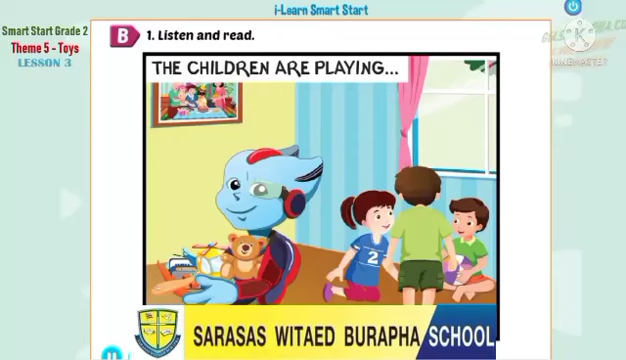 i-Learn Smart Start
Smart Start Grade 2
Theme 5 - Toys
LESSON 3
B 1. Listen and read.
THE CHILDREN ARE PLAYING...
2
KINEMASTER
SARASAS WITAED BURAPHA SCHOOL